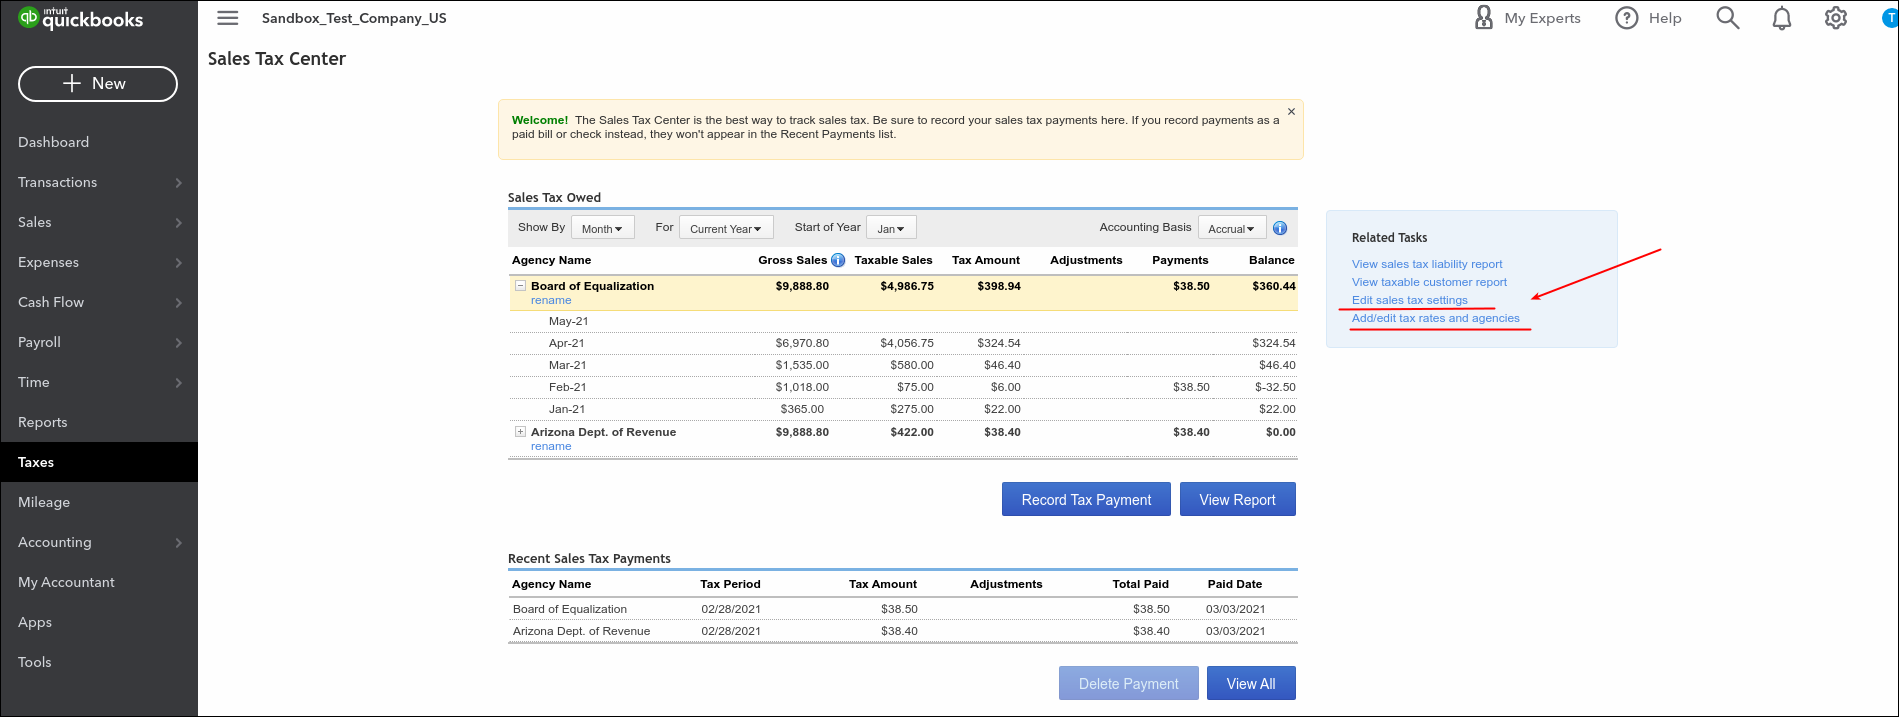 intuit
qb quickbooks
Sandbox_Test_Company_US
My Experts
? Help
T
Sales Tax Center
+ New
Dashboard
Transactions
Sales
Expenses
Cash Flow
Payroll
Time
Reports
Taxes
Mileage
Accounting
My Accountant
Apps
Tools
Welcome! The Sales Tax Center is the best way to track sales tax. Be sure to record your sales tax payments here. If you record payments as a
paid bill or check instead, they won't appear in the Recent Payments list.
×
Sales Tax Owed
Show By Month For Current Year Start of Year Jan Accounting Basis Accrual i
Agency Name Gross Sales i Taxable Sales Tax Amount Adjustments Payments Balance
Board of Equalization $9,888.80 $4,986.75 $398.94 $38.50 $360.44
rename
May-21
Apr-21 $6,970.80 $4,056.75 $324.54 $324.54
Mar-21 $1,535.00 $580.00 $46.40 $46.40
Feb-21 $1,018.00 $75.00 $6.00 $38.50 $-32.50
Jan-21 $365.00 $275.00 $22.00 $22.00
Arizona Dept. of Revenue $9,888.80 $422.00 $38.40 $38.40 $0.00
rename
Record Tax Payment
View Report
Related Tasks
View sales tax liability report
View taxable customer report
Edit sales tax settings
Add/edit tax rates and agencies
Recent Sales Tax Payments
Agency Name Tax Period Tax Amount Adjustments Total Paid Paid Date
Board of Equalization 02/28/2021 $38.50 $38.50 03/03/2021
Arizona Dept. of Revenue 02/28/2021 $38.40 $38.40 03/03/2021
Delete Payment
View All